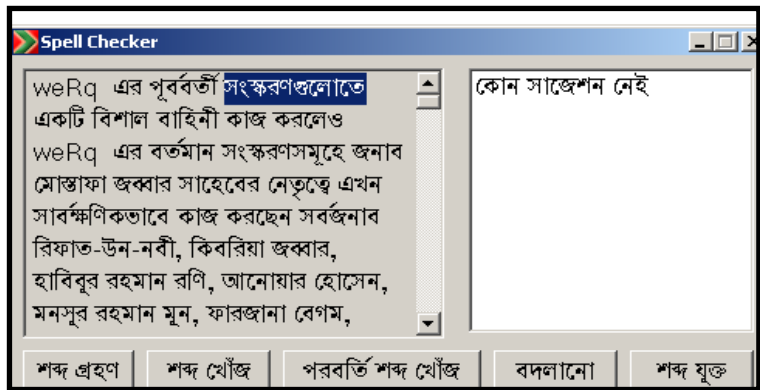 Spell Checker
weRq এর পূর্ববর্তী সংস্করণগুলোতে
একটি বিশাল বাহিনী কাজ করলেও
weRq এর বর্তমান সংস্করণসমূহে জনাব
মোস্তাফা জব্বার সাহেবের নেতৃত্বে এখন
সার্বক্ষণিকভাবে কাজ করছেন সর্বজনাব
রিফাত-উন-নবী, কিবরিয়া জব্বার,
হাবিবুর রহমান রণি, আনোয়ার হোসেন,
মনসুর রহমান মুন, ফারজানা বেগম,
কোন সাজেশন নেই
শব্দ গ্রহণ
শব্দ খোঁজ
পরবর্তি শব্দ খোঁজ
বদলানো
শব্দ যুক্ত